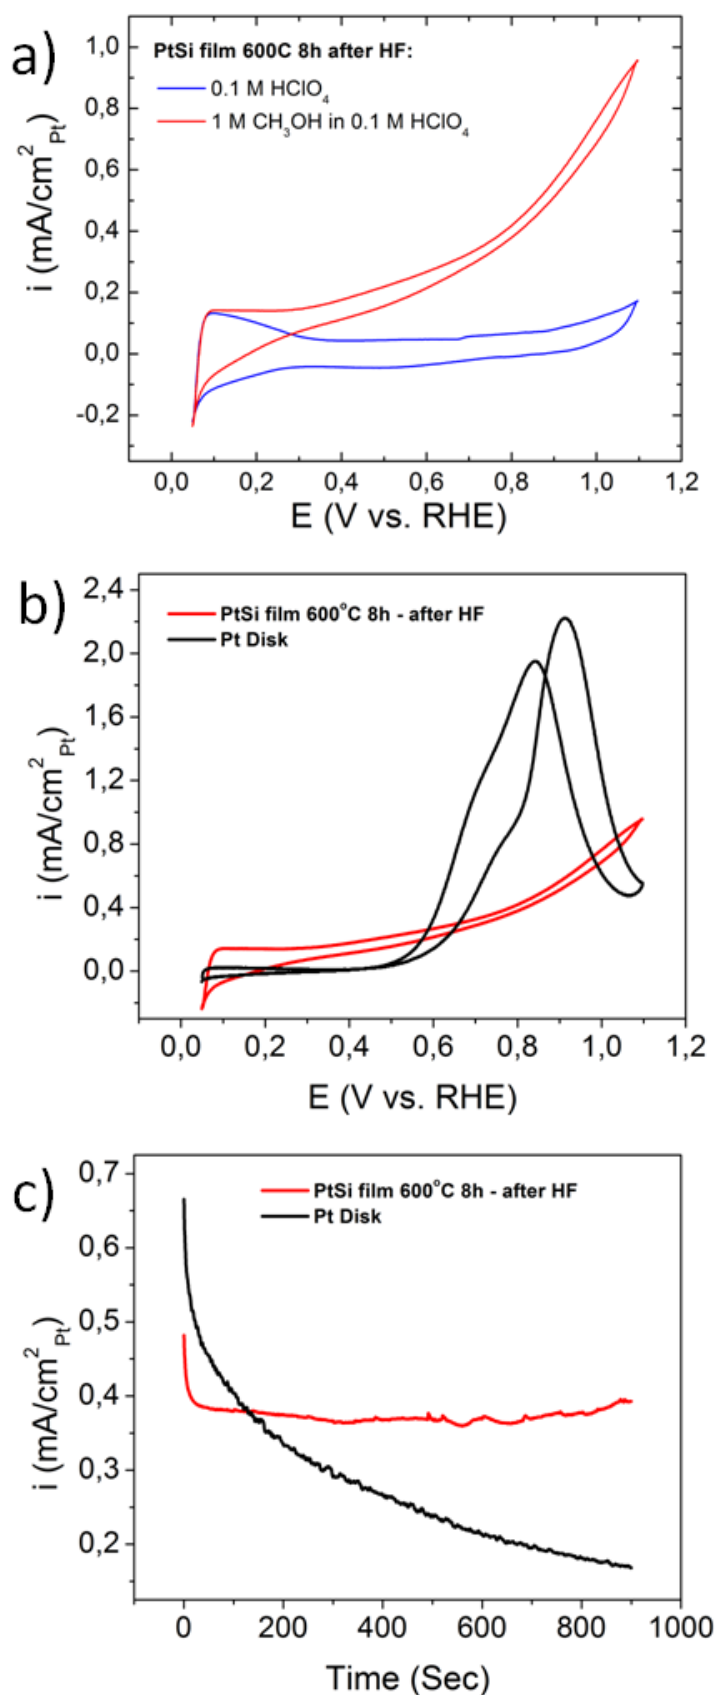 a)
PtSi film 600C 8h after HF:
0.1 M HClO₄
1 M CH₃OH in 0.1 M HClO₄
i (mA/cm²Pt)
1,0
0,8
0,6
0,4
0,2
0,0
-0,2
0,0 0,2 0,4 0,6 0,8 1,0 1,2
E (V vs. RHE)
b)
PtSi film 600°C 8h - after HF
Pt Disk
i (mA/cm²Pt)
2,4
2,0
1,6
1,2
0,8
0,4
0,0
0,0 0,2 0,4 0,6 0,8 1,0 1,2
E (V vs. RHE)
c)
PtSi film 600°C 8h - after HF
Pt Disk
i (mA/cm²Pt)
0,7
0,6
0,5
0,4
0,3
0,2
0 200 400 600 800 1000
Time (Sec)